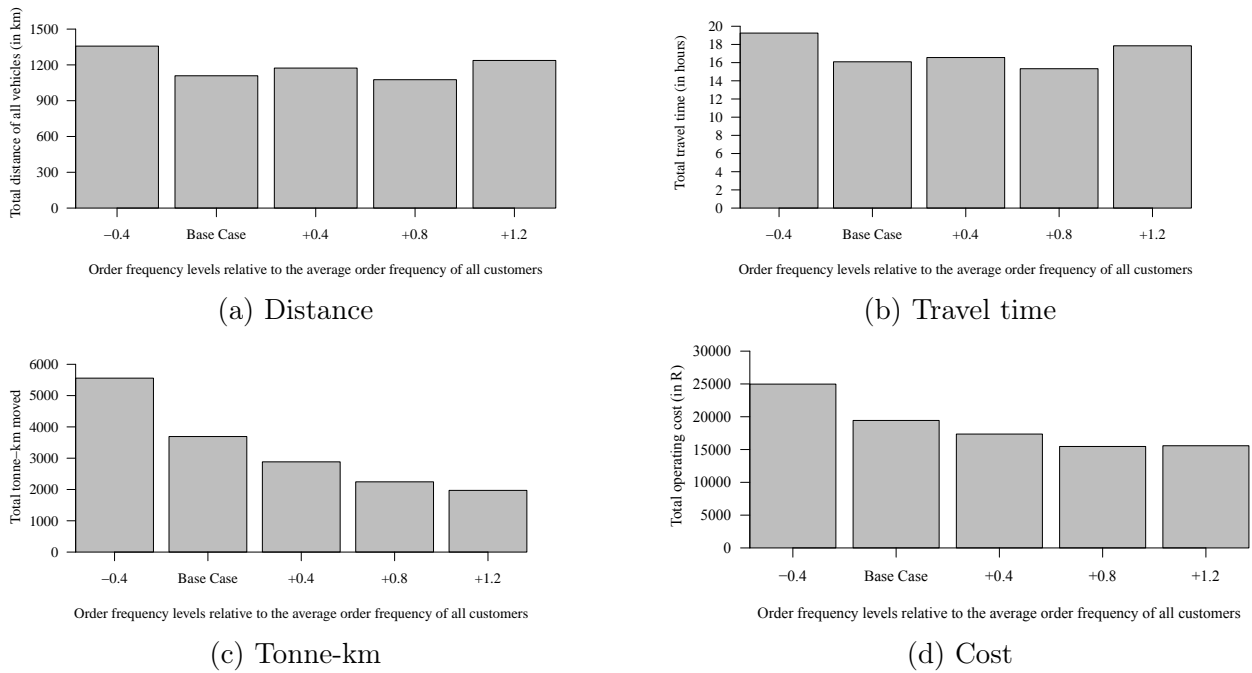 Total distance of all vehicles (in km)
1500
1200
900
600
300
0
−0.4 Base Case +0.4 +0.8 +1.2
Order frequency levels relative to the average order frequency of all customers
(a) Distance
Total travel time (in hours)
20
18
16
14
12
10
8
6
4
2
0
−0.4 Base Case +0.4 +0.8 +1.2
Order frequency levels relative to the average order frequency of all customers
(b) Travel time
Total tonne−km moved
6000
5000
4000
3000
2000
1000
0
−0.4 Base Case +0.4 +0.8 +1.2
Order frequency levels relative to the average order frequency of all customers
(c) Tonne-km
Total operating cost (in R)
30000
25000
20000
15000
10000
5000
0
−0.4 Base Case +0.4 +0.8 +1.2
Order frequency levels relative to the average order frequency of all customers
(d) Cost